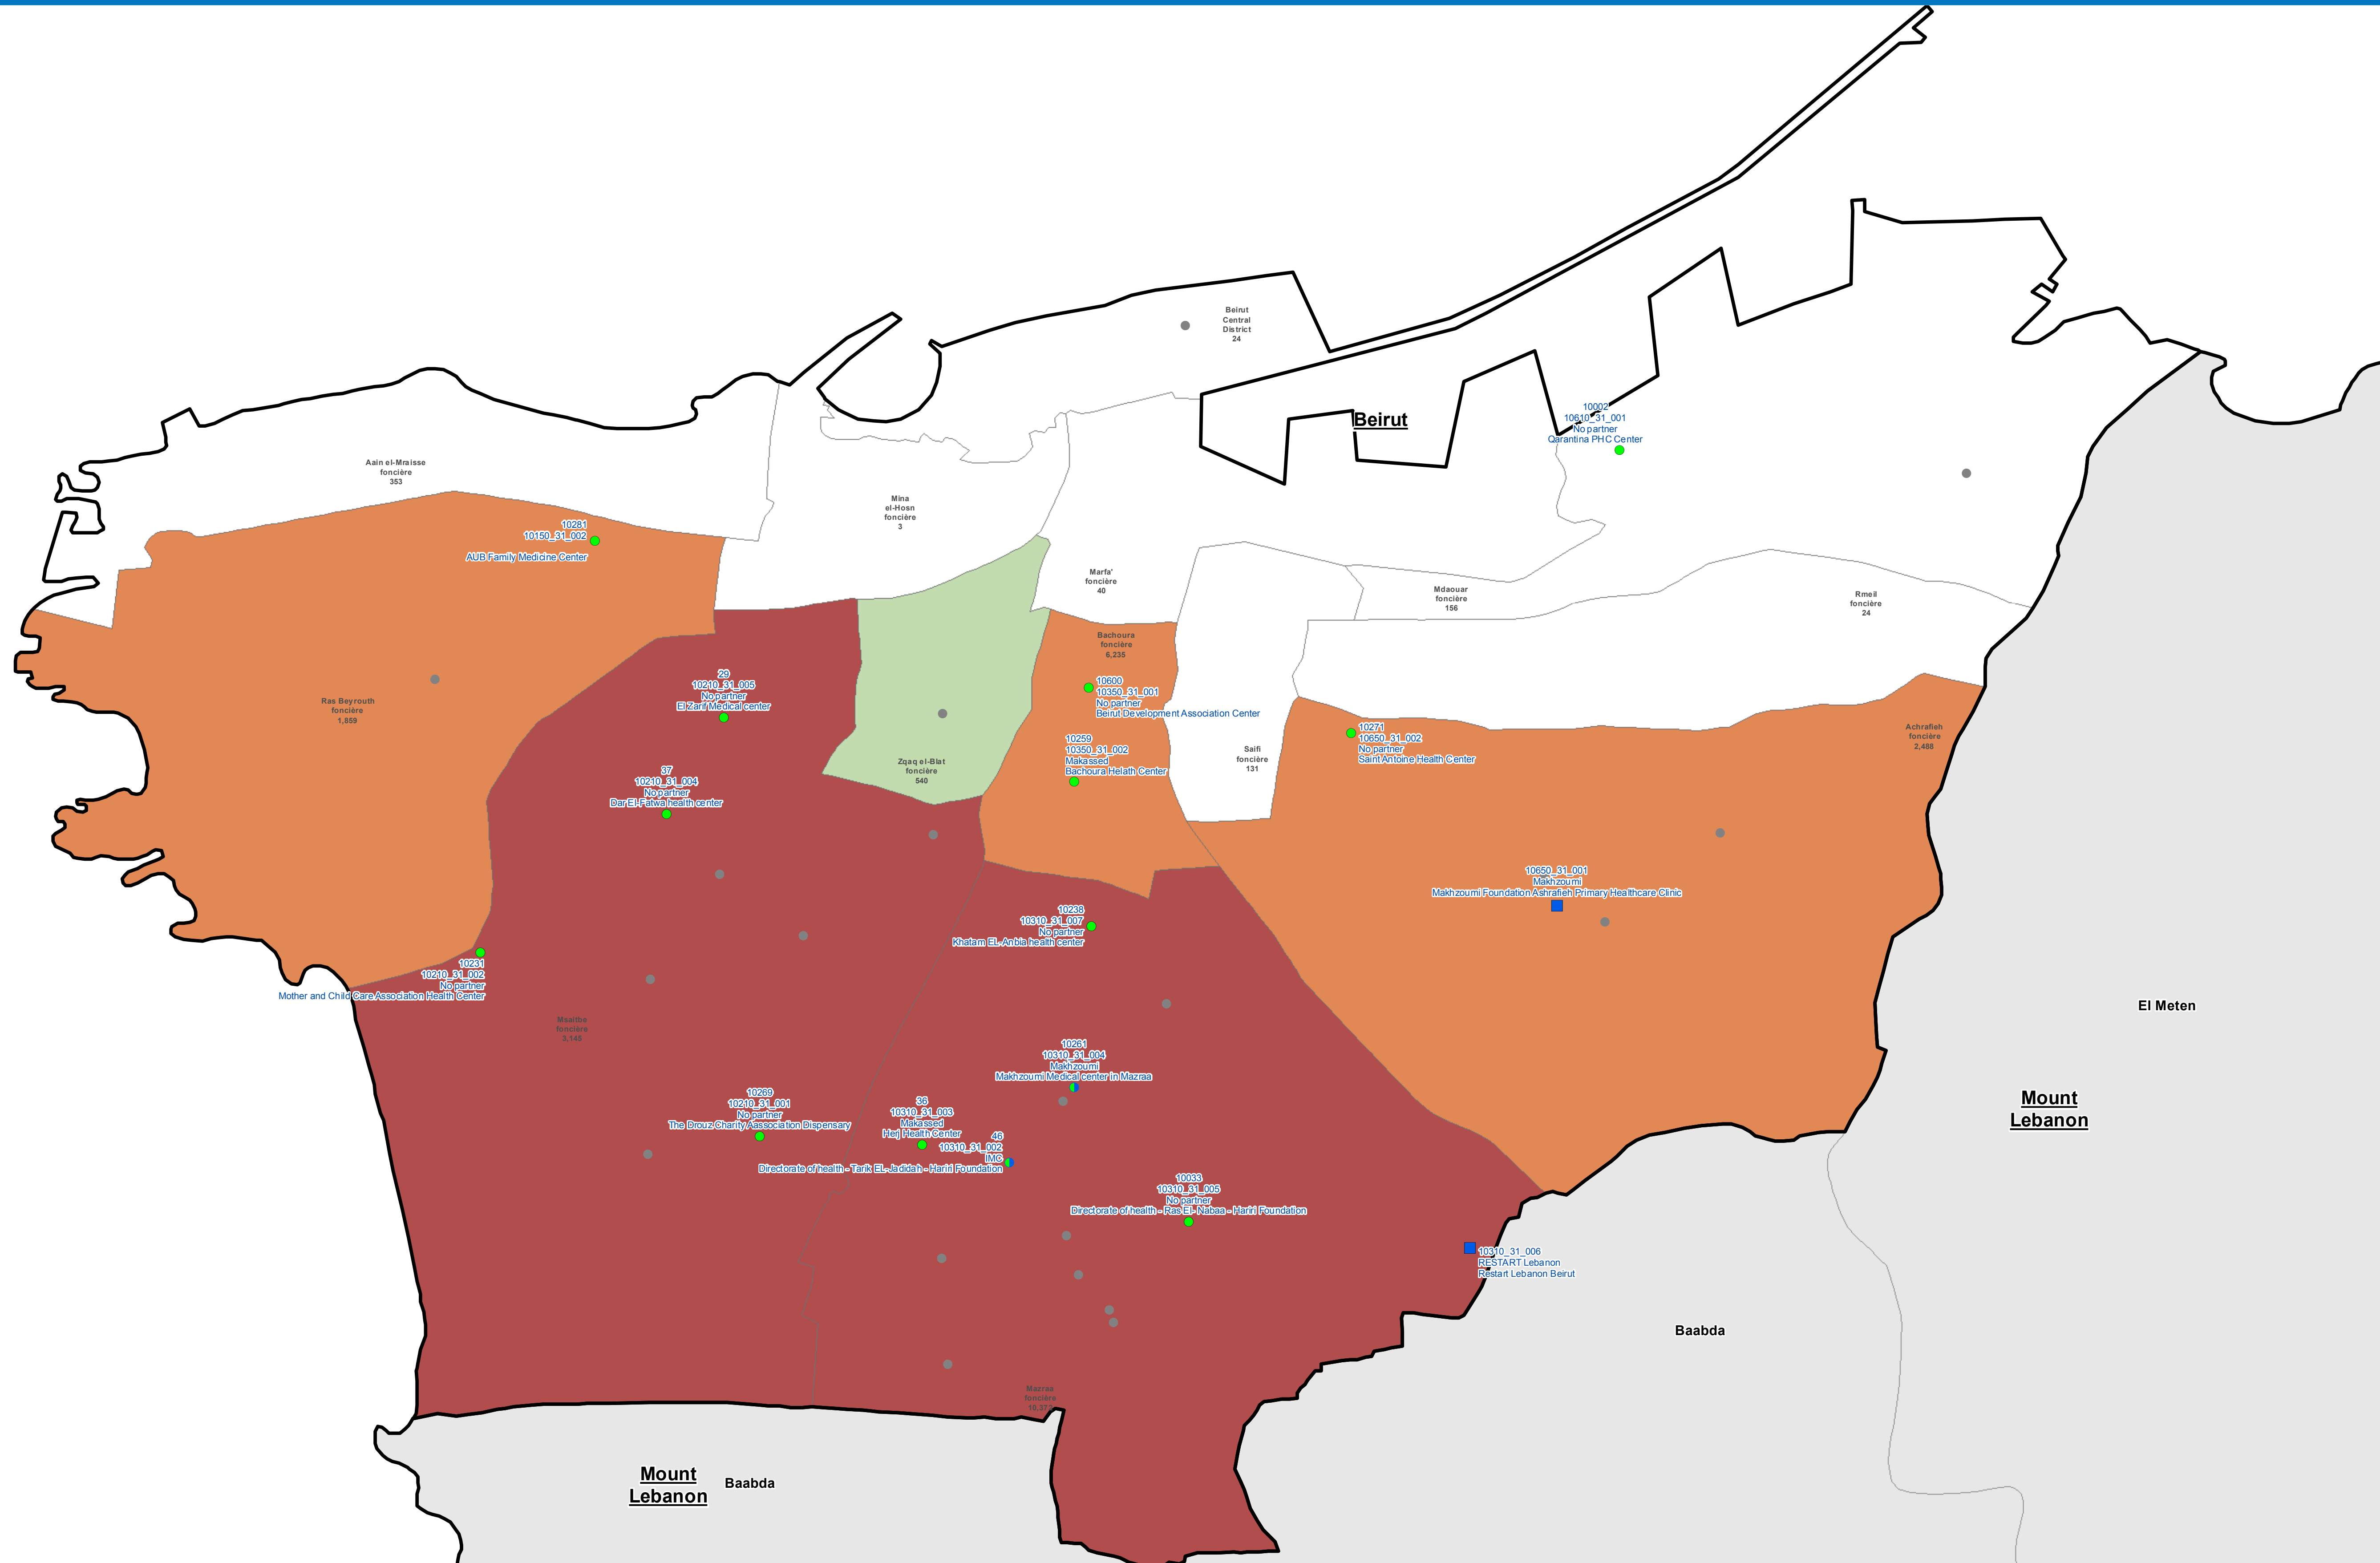 Beirut
Central
District
24
Beirut
10002
10610_31_001
No partner
Qarantina PHC Center
Aain el-Mraisse
foncière
353
Mina
el-Hosn
foncière
3
10281
10150_31_002
AUB Family Medicine Center
Marfa'
foncière
40
Mdaouar
foncière
156
Rmeil
foncière
24
Bachoura
foncière
6,235
29
10210_31_005
No partner
El Zarif Medical center
10600
10350_31_001
No partner
Beirut Development Association Center
Ras Beyrouth
foncière
1,859
10259
10350_31_002
Makassed
Bachoura Helath Center
Saifi
foncière
131
10271
10650_31_002
No partner
Saint Antoine Health Center
Achrafieh
foncière
2,488
Zqaq el-Blat
foncière
540
37
10210_31_004
No partner
Dar El-Fatwa health center
10650_31_001
Makhzoumi
Makhzoumi Foundation Ashrafieh Primary Healthcare Clinic
10238
10310_31_007
No partner
Khatam EL-Anbia health center
10231
10210_31_002
No partner
Mother and Child Care Association Health Center
El Meten
Msaitbe
foncière
3,148
10261
10310_31_004
Makhzoumi
Makhzoumi Medical center in Mazraa
Mount
Lebanon
10269
10210_31_001
No partner
The Drouz Charity Aassociation Dispensary
36
10310_31_003
Makassed
Herj Health Center
46
10310_31_002
IMC
Directorate of health - Tarik EL-Jadidah - Hariri Foundation
10033
10310_31_005
No partner
Directorate of health - Ras El- Nabaa - Hariri Foundation
10310_31_006
RESTART Lebanon
Restart Lebanon Beirut
Baabda
Mazraa
foncière
Mount
Lebanon
Baabda